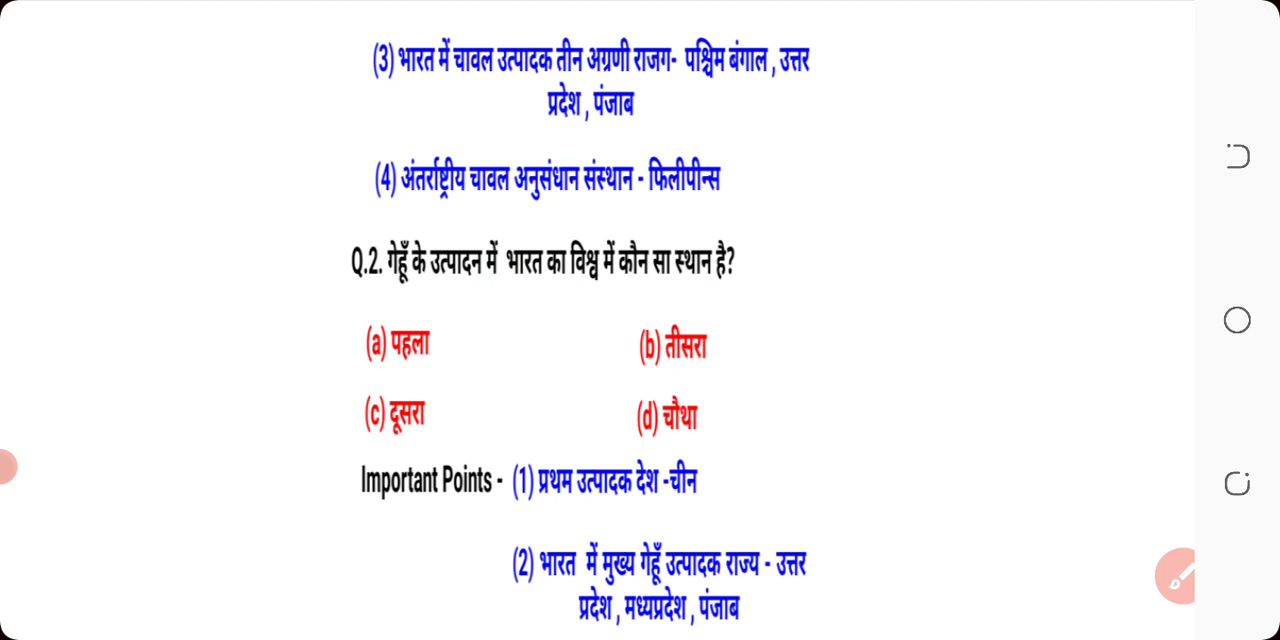 (3) भारत में चावल उत्पादक तीन अग्रणी राजग- पश्चिम बंगाल , उत्तर
प्रदेश , पंजाब
(4) अंतर्राष्ट्रीय चावल अनुसंधान संस्थान - फिलीपीन्स
Q.2. गेहूँ के उत्पादन में भारत का विश्व में कौन सा स्थान है?
(a) पहला (b) तीसरा
(c) दूसरा (d) चौथा
Important Points - (1) प्रथम उत्पादक देश -चीन
(2) भारत में मुख्य गेहूँ उत्पादक राज्य - उत्तर
प्रदेश , मध्यप्रदेश , पंजाब